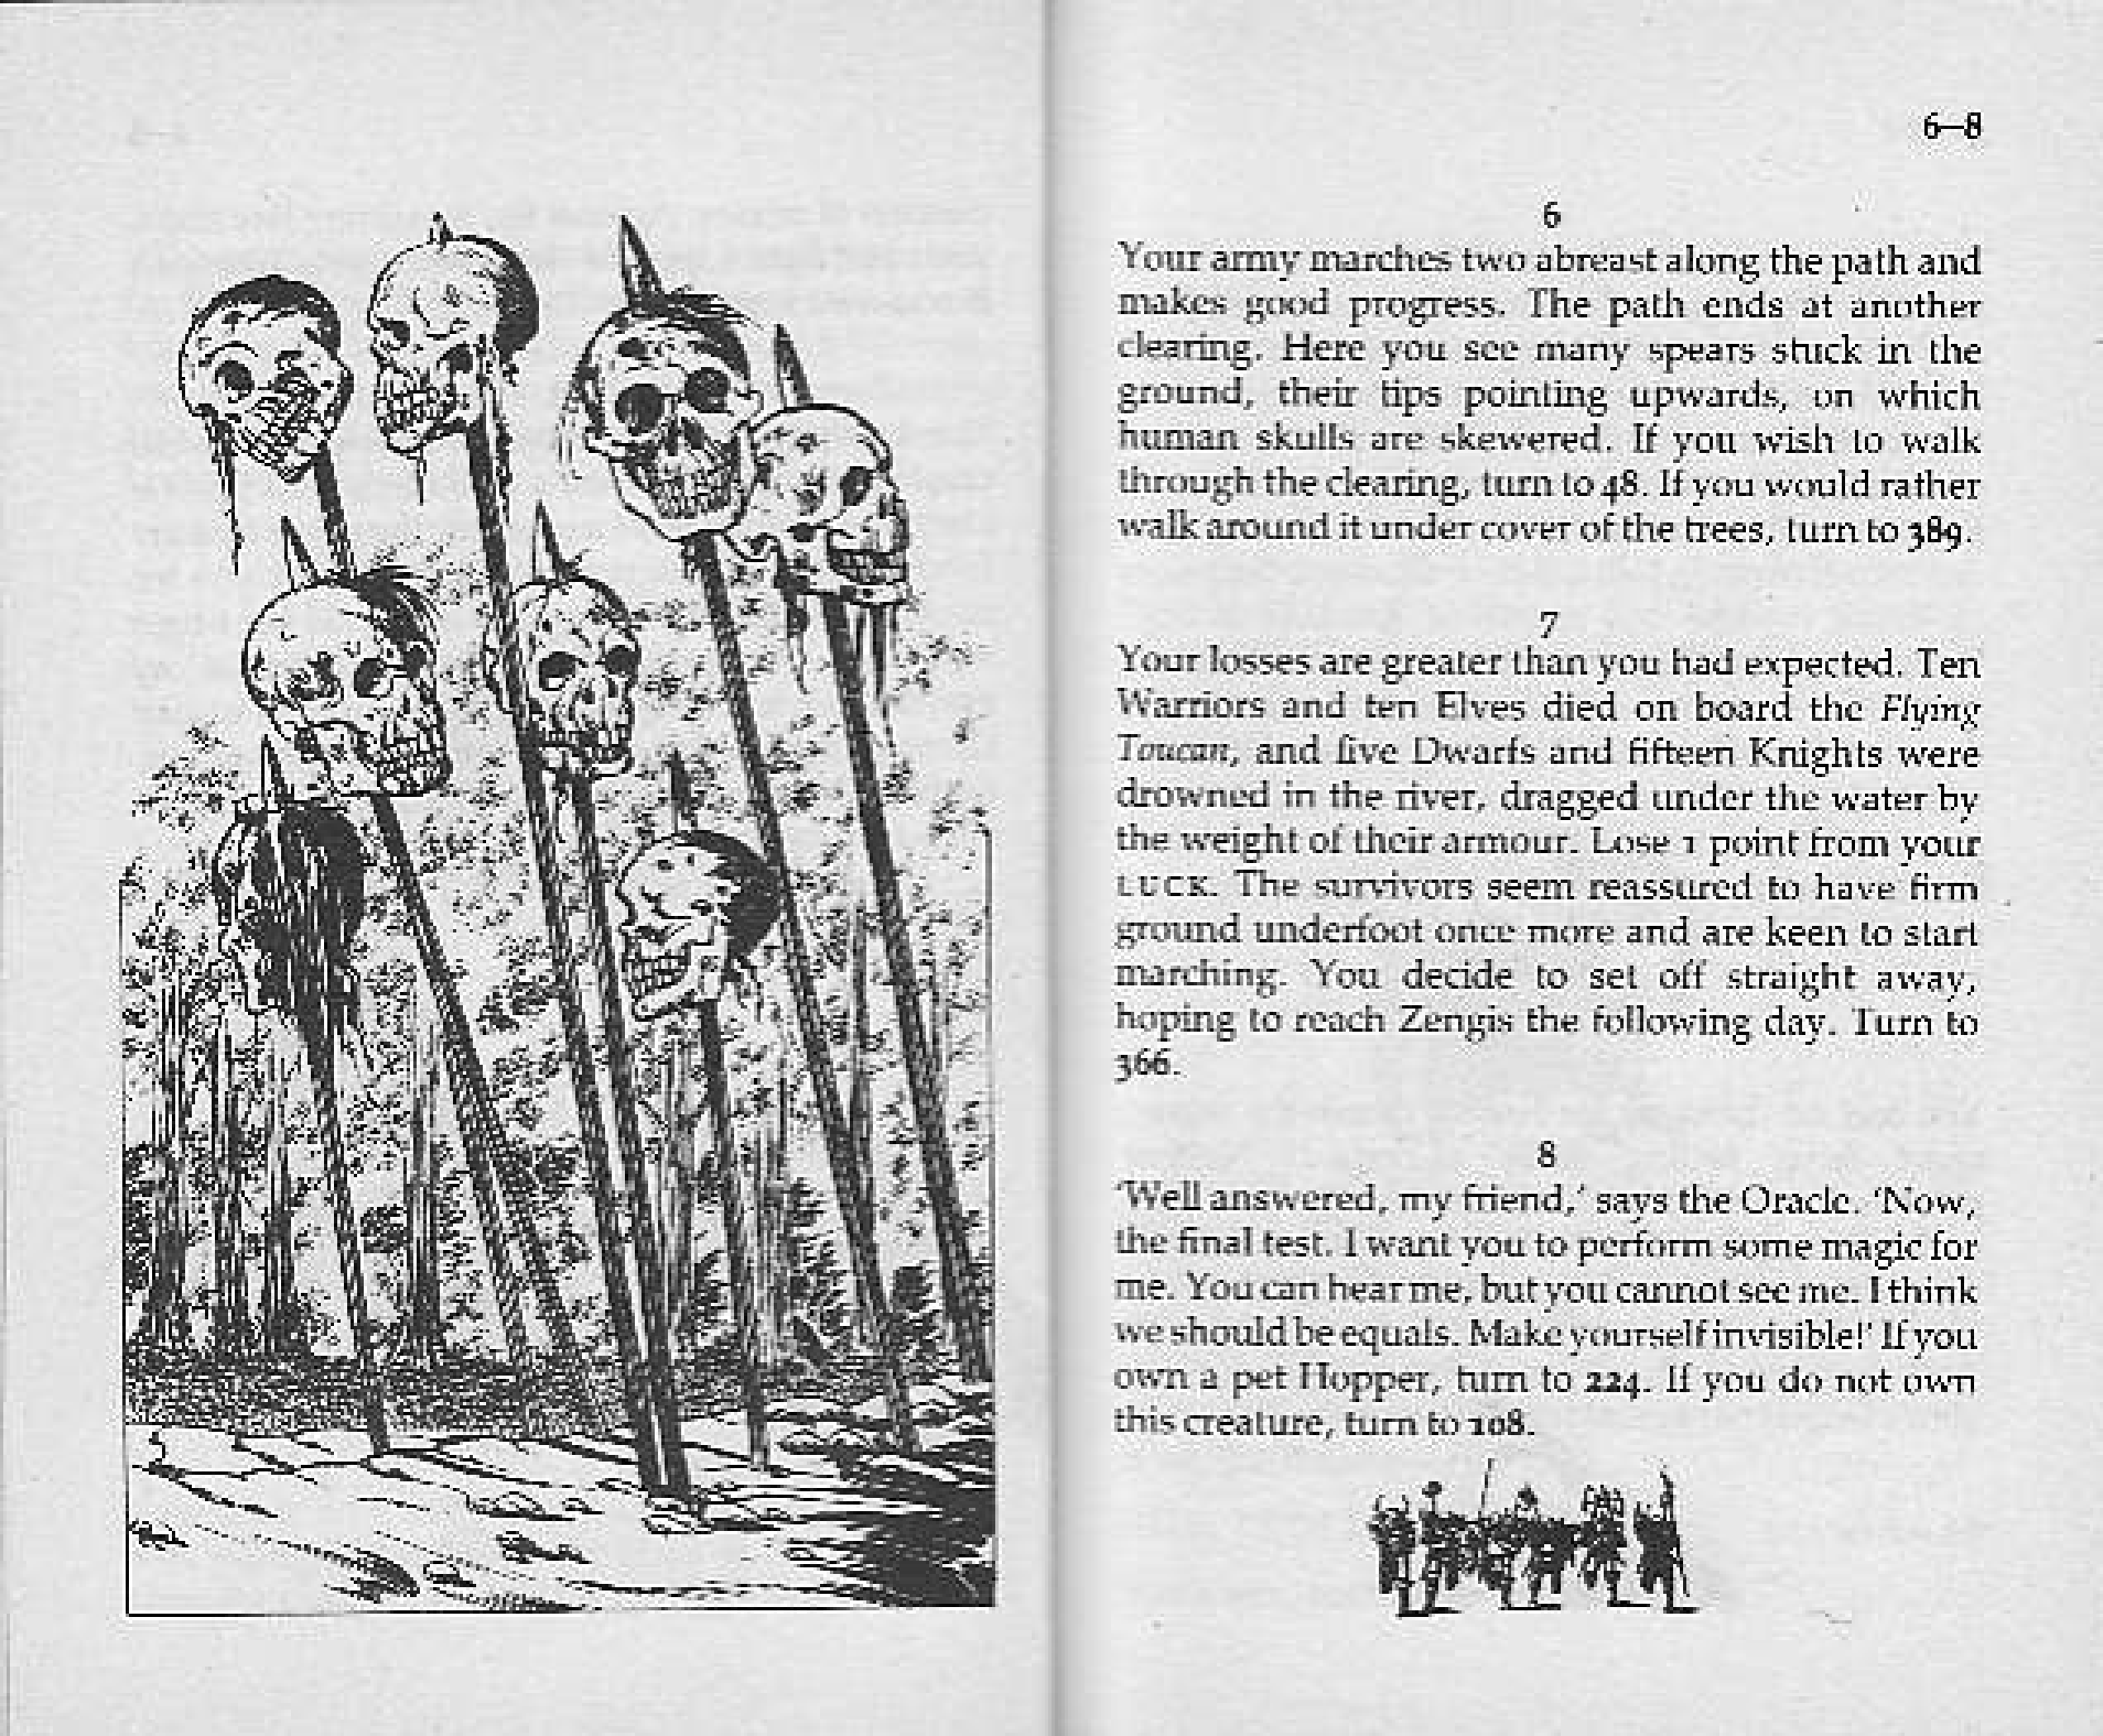 6–8
6
Your army marches two abreast along the path and
makes good progress. The path ends at another
clearing. Here you see many spears stuck in the
ground, their tips pointing upwards, on which
human skulls are skewered. If you wish to walk
through the clearing, turn to 48. If you would rather
walk around it under cover of the trees, turn to 389.
7
Your losses are greater than you had expected. Ten
Warriors and ten Elves died on board the Flying
Toucan, and five Dwarfs and fifteen Knights were
drowned in the river, dragged under the water by
the weight of their armour. Lose 1 point from your
LUCK. The survivors seem reassured to have firm
ground underfoot once more and are keen to start
marching. You decide to set off straight away,
hoping to reach Zengis the following day. Turn to
366.
8
‘Well answered, my friend,’ says the Oracle. ‘Now,
the final test. I want you to perform some magic for
me. You can hear me, but you cannot see me. I think
we should be equals. Make yourself invisible!’ If you
own a pet Hopper, turn to 224. If you do not own
this creature, turn to 108.